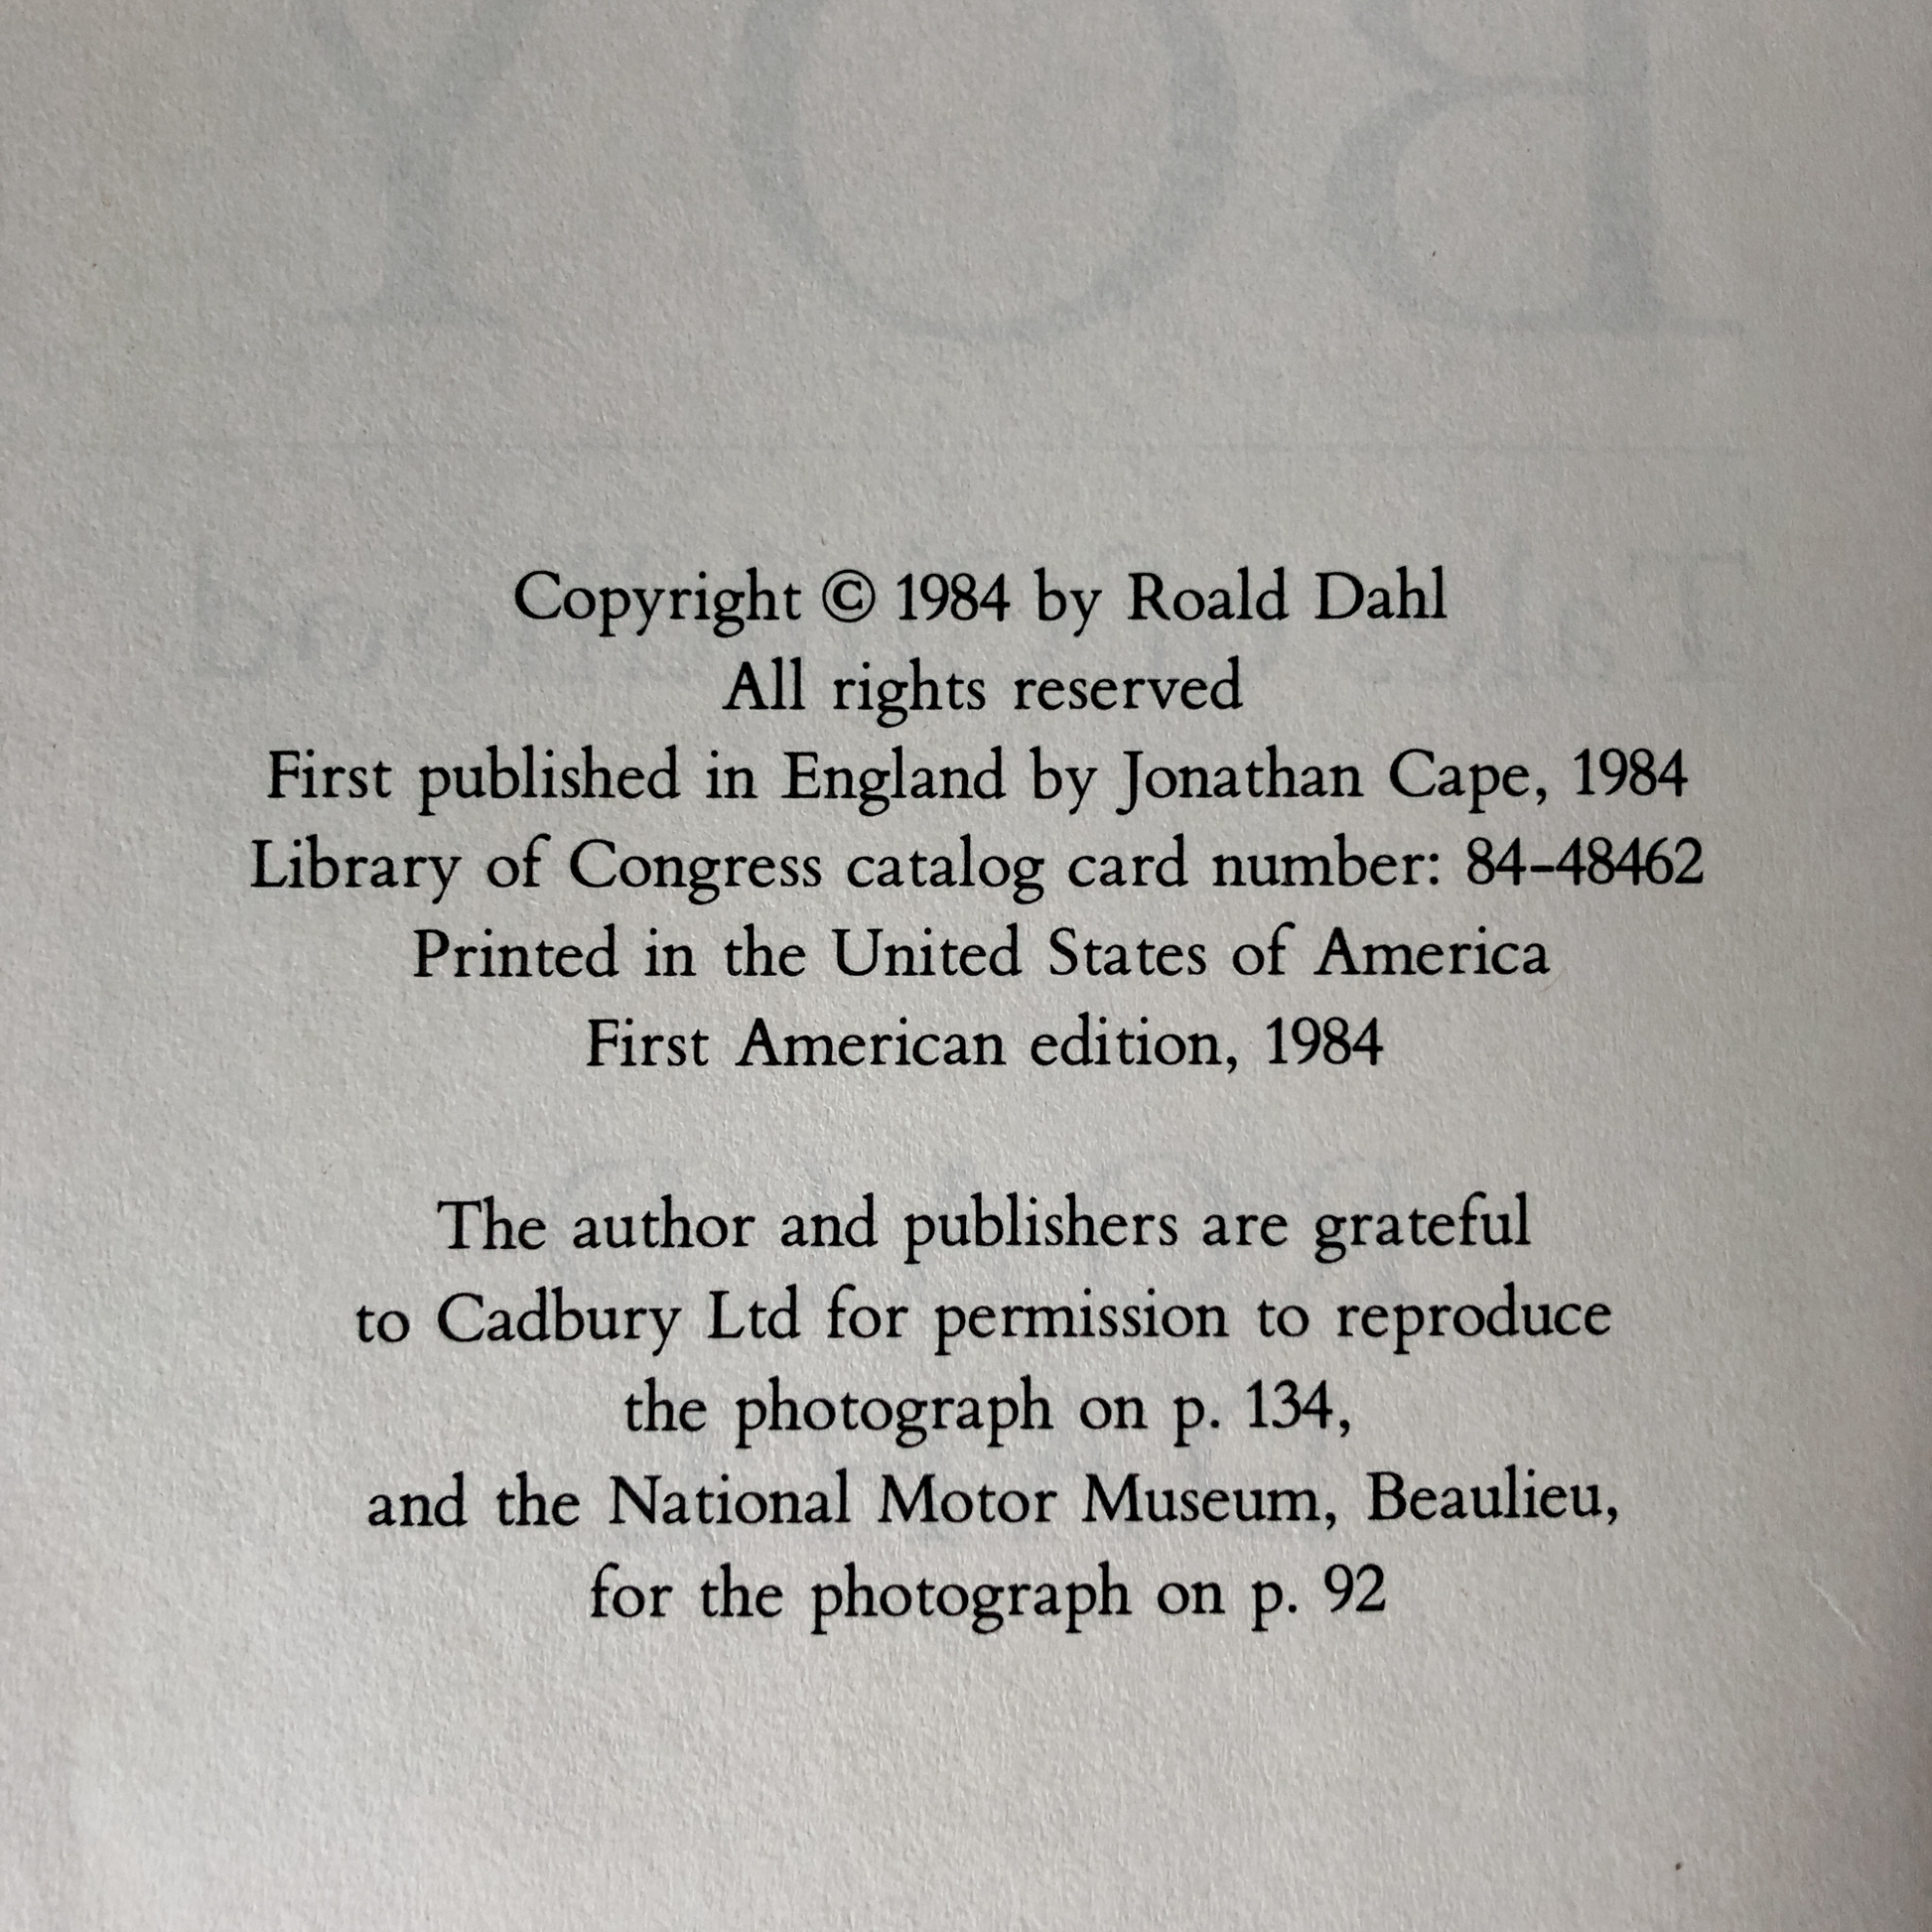 BOY
Copyright © 1984 by Roald Dahl
All rights reserved
First published in England by Jonathan Cape, 1984
Library of Congress catalog card number: 84-48462
Printed in the United States of America
First American edition, 1984
The author and publishers are grateful
to Cadbury Ltd for permission to reproduce
the photograph on p. 134,
and the National Motor Museum, Beaulieu,
for the photograph on p. 92